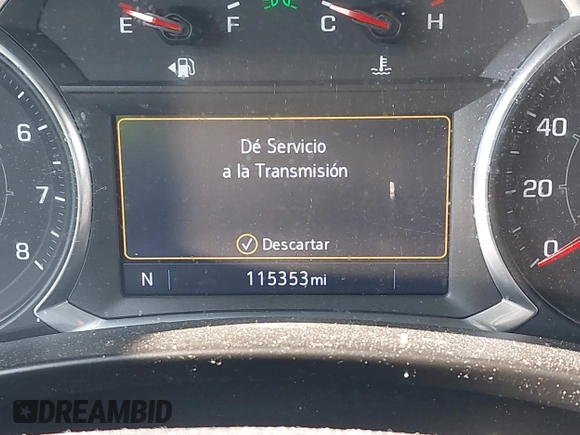 E F C H
Dé Servicio
a la Transmisión
Descartar
N 115353mi
6
7
8
40
20
0
DREAMBID